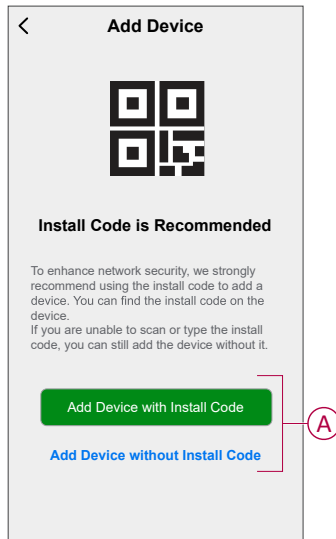 Add Device
Install Code is Recommended
To enhance network security, we strongly
recommend using the install code to add a
device. You can find the install code on the
device.
If you are unable to scan or type the install
code, you can still add the device without it.
Add Device with Install Code
Add Device without Install Code
A